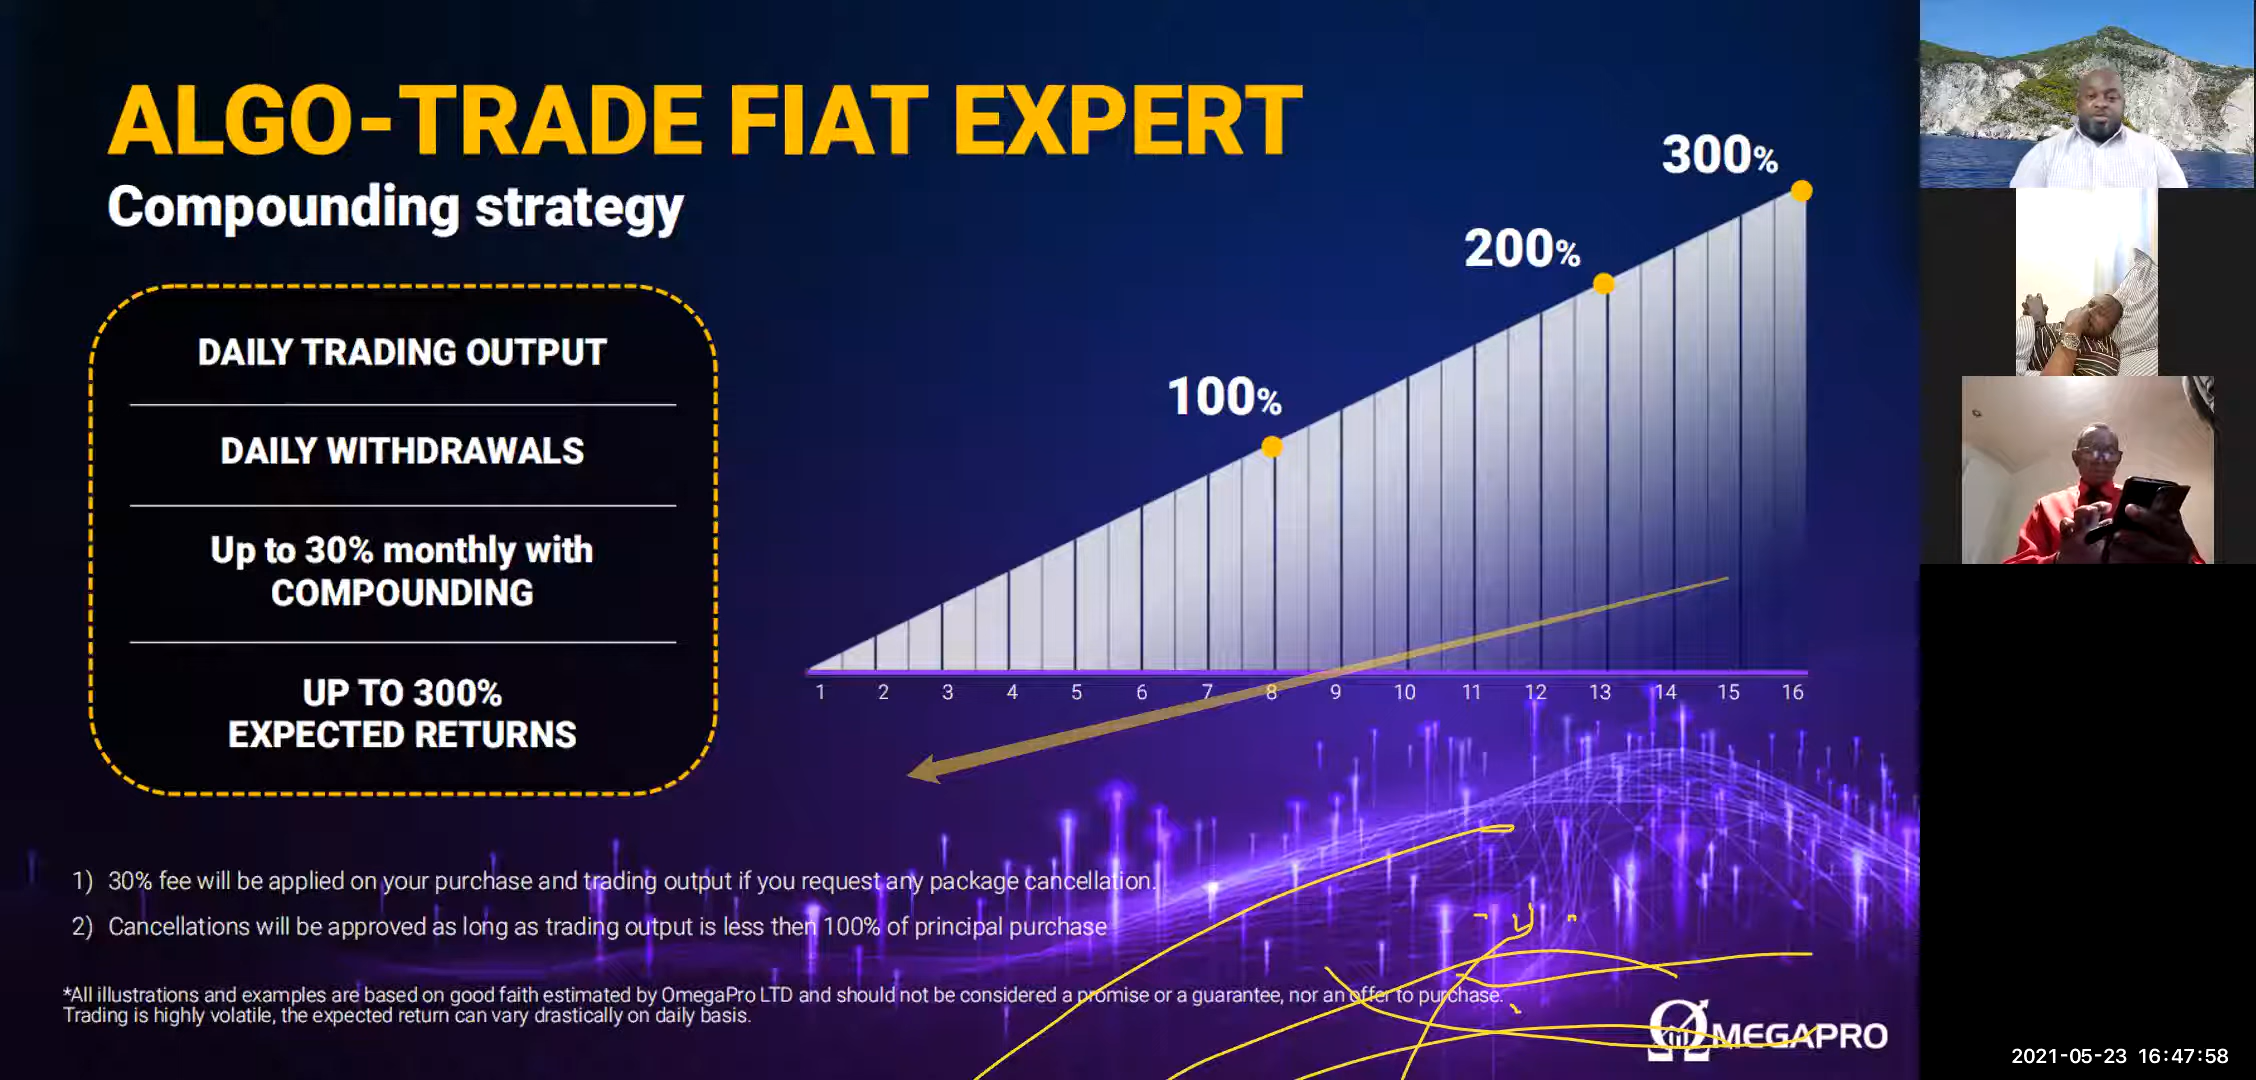 ALGO-TRADE FIAT EXPERT
Compounding strategy
DAILY TRADING OUTPUT
DAILY WITHDRAWALS
Up to 30% monthly with
COMPOUNDING
UP TO 300%
EXPECTED RETURNS
300%
200%
100%
1 2 3 4 5 6 7 8 9 10 11 12 13 14 15 16
1) 30% fee will be applied on your purchase and trading output if you request any package cancellation.
2) Cancellations will be approved as long as trading output is less then 100% of principal purchase
*All illustrations and examples are based on good faith estimated by OmegaPro LTD and should not be considered a promise or a guarantee, nor an offer to purchase.
Trading is highly volatile, the expected return can vary drastically on daily basis.
ΩMEGAPRO
2021-05-23 16:47:58